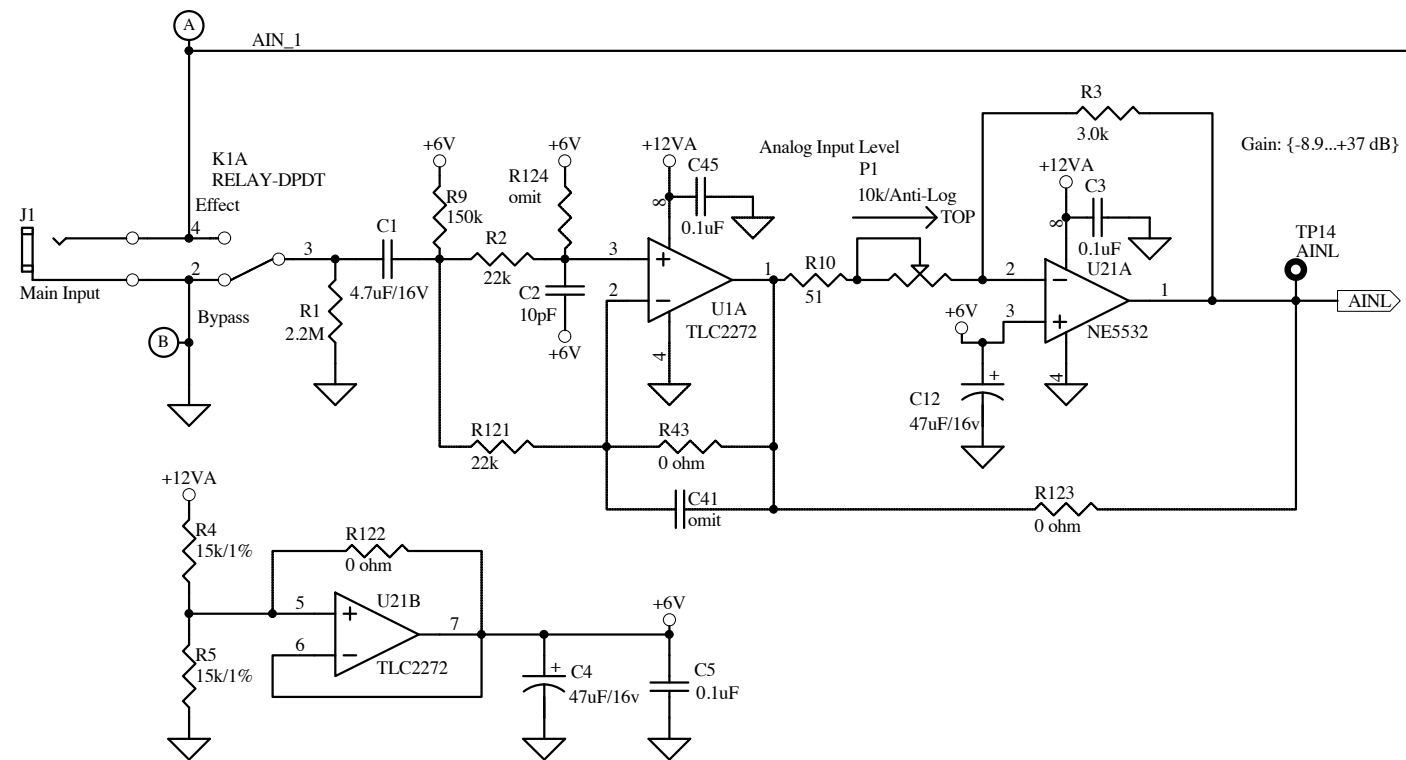 A
AIN_1
K1A
RELAY-DPDT
Effect
J1
4
3
2
Main Input
Bypass
B
R1
2.2M
C1
4.7uF/16V
+6V
R9
150k
R2
22k
+6V
R124
omit
C2
10pF
+6V
+12VA
C45
0.1uF
8
3
2
1
4
U1A
TLC2272
Analog Input Level
P1
10k/Anti-Log
TOP
R10
51
R3
3.0k
Gain: {-8.9...+37 dB}
+12VA
C3
0.1uF
8
U21A
2
3
1
4
NE5532
+6V
C12
47uF/16v
+
TP14
AINL
AINL
R121
22k
R43
0 ohm
C41
omit
R123
0 ohm
+12VA
R4
15k/1%
R5
15k/1%
R122
0 ohm
U21B
5
6
7
TLC2272
+
C4
47uF/16v
+6V
C5
0.1uF